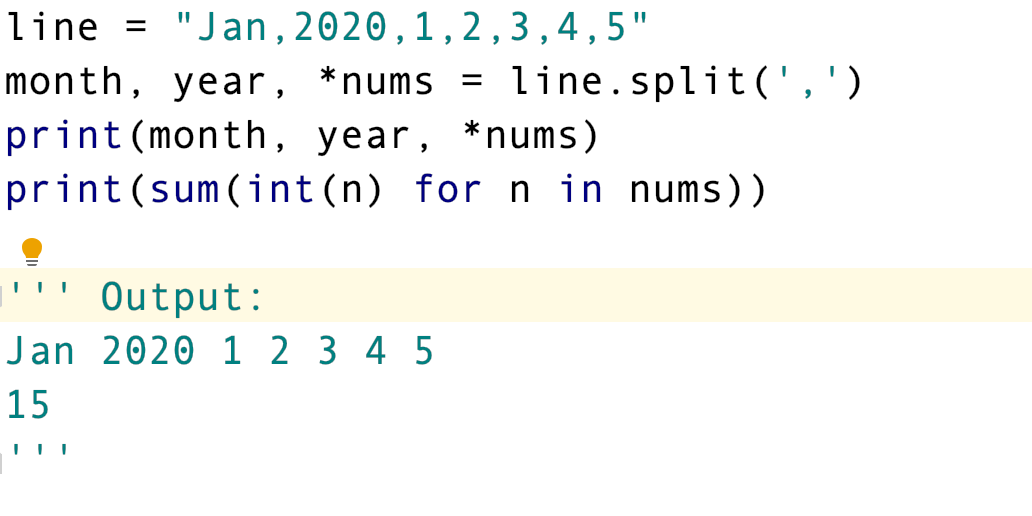 line = "Jan,2020,1,2,3,4,5"
month, year, *nums = line.split(',')
print(month, year, *nums)
print(sum(int(n) for n in nums))
''' Output:
Jan 2020 1 2 3 4 5
15
'''